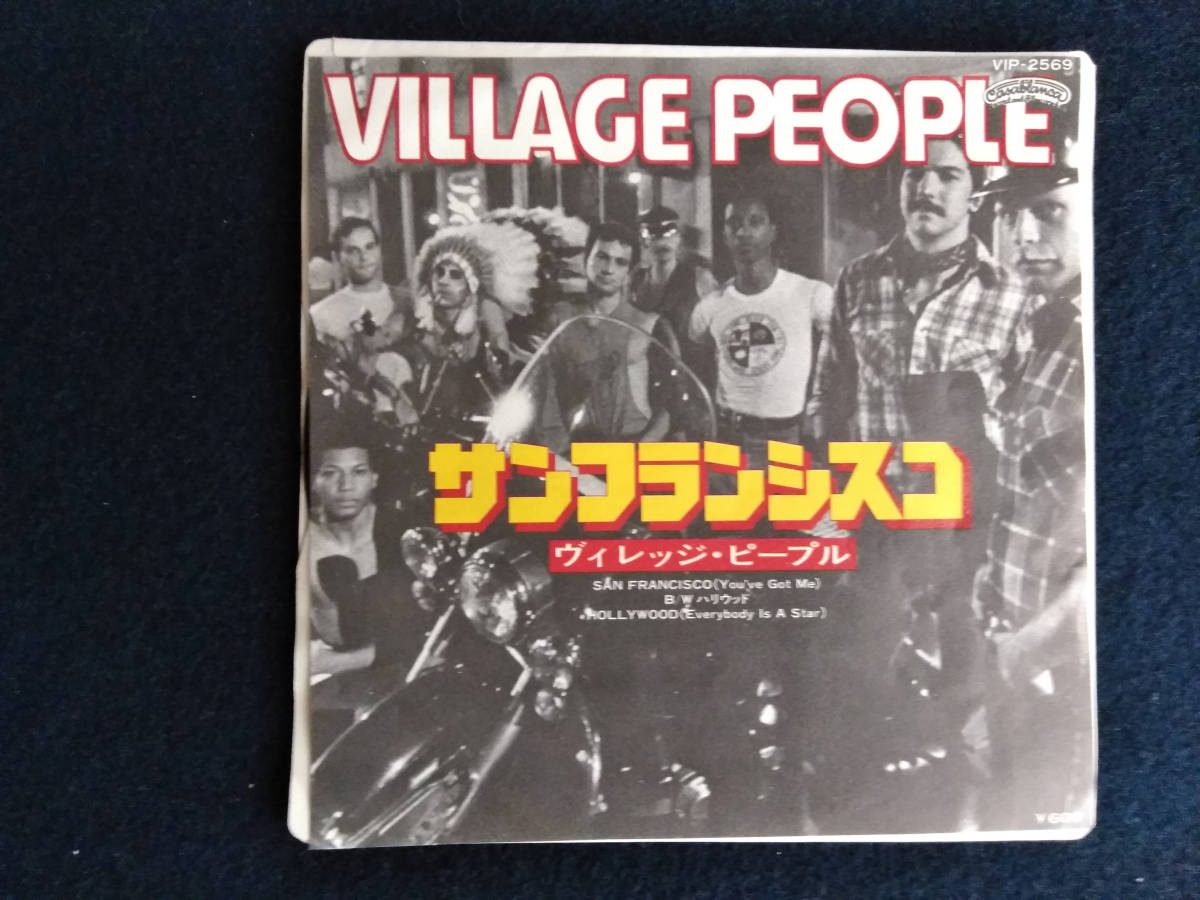 VIP-2569
Casablanca
VILLAGE PEOPLE
サンフランシスコ
ヴィレッジ・ピープル
SAN FRANCISCO(You've Got Me)
B/W ハリウッド
HOLLYWOOD(Everybody Is A Star)